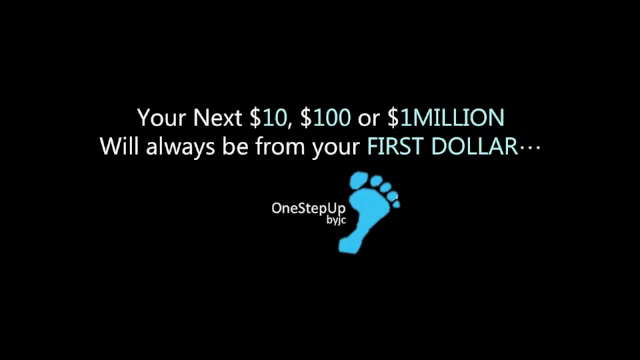 Your Next $10, $100 or $1MILLION
Will always be from your FIRST DOLLAR⋯
OneStepUp
byjc